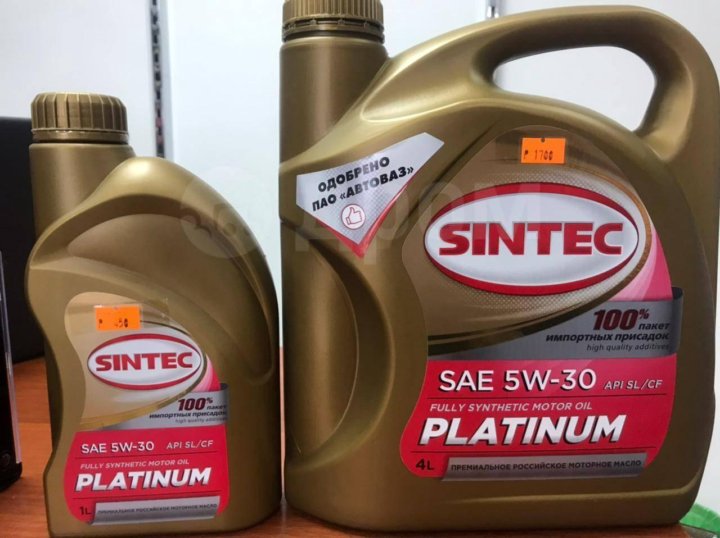 SINTEC
100%
пакет
импортных присадок
high quality additives
SAE 5W-30 API SL/CF
FULLY SYNTHETIC MOTOR OIL
PLATINUM
1L ПРЕМИАЛЬНОЕ РОССИЙСКОЕ МОТОРНОЕ МАСЛО
ОДОБРЕНО
ПАО «АВТОВАЗ»
1700
SINTEC
100% пакет
импортных присадок
high quality additives
SAE 5W-30 API SL/CF
FULLY SYNTHETIC MOTOR OIL
PLATINUM
4L ПРЕМИАЛЬНОЕ РОССИЙСКОЕ МОТОРНОЕ МАСЛО
Дром